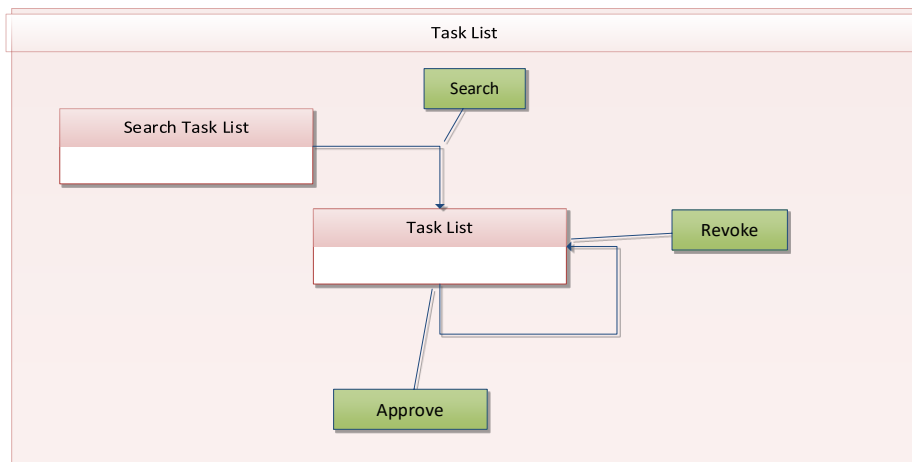 Task List
Search
Search Task List
Task List
Revoke
Approve